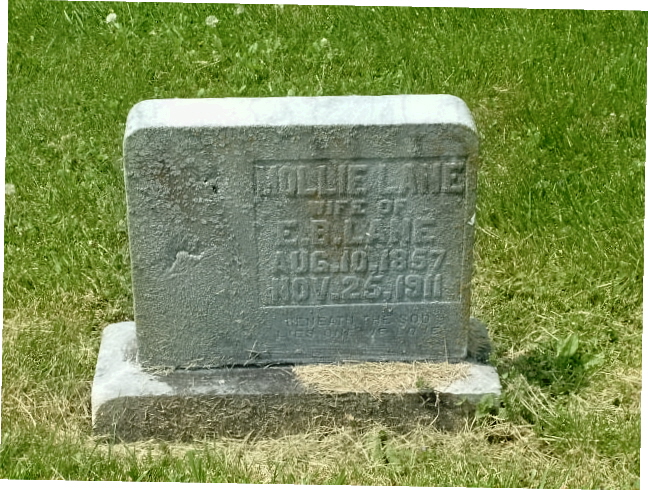 MOLLIE LANE
WIFE OF
E.B. LANE
AUG. 10, 1857
NOV. 25, 1911
BENEATH THE SOD